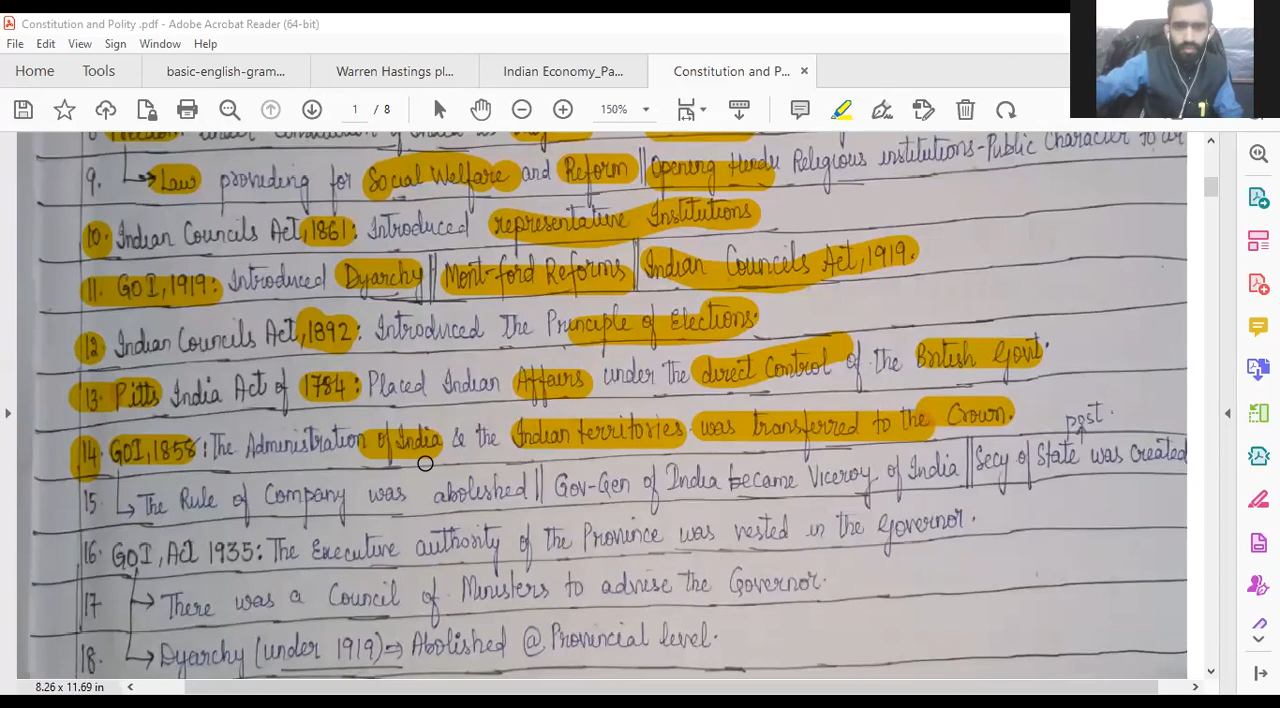 Constitution and Polity .pdf - Adobe Acrobat Reader (64-bit)
File Edit View Sign Window Help
Home Tools basic-english-gram... Warren Hastings pl... Indian Economy_Pa... Constitution and P... ×
1 / 8 150%
9. Law providing for Social Welfare and Reform || Opening Hindu Religious institutions-Public Character to
10. Indian Councils Act, 1861: Introduced representative Institutions
11. GOI, 1919: Introduced Dyarchy || Mont-ford Reforms || Indian Councils Act, 1919.
12 Indian Councils Act, 1892: Introduced the Principle of Elections.
13. Pitts India Act of 1784: Placed Indian Affairs under the direct Control of the British Govt.
14. GOI, 1858: The Administration of India & the Indian territories was transferred to the Crown.
post.
15. The Rule of Company was abolished || Gov-Gen of India became Viceroy of India || Secy of State was created
16. GOI, Act 1935: The Executive authority of the Province was vested in the Governor.
17 There was a Council of Ministers to advise the Governor.
18. Dyarchy (under 1919) ⇒ Abolished @ Provincial level.
8.26 x 11.69 in